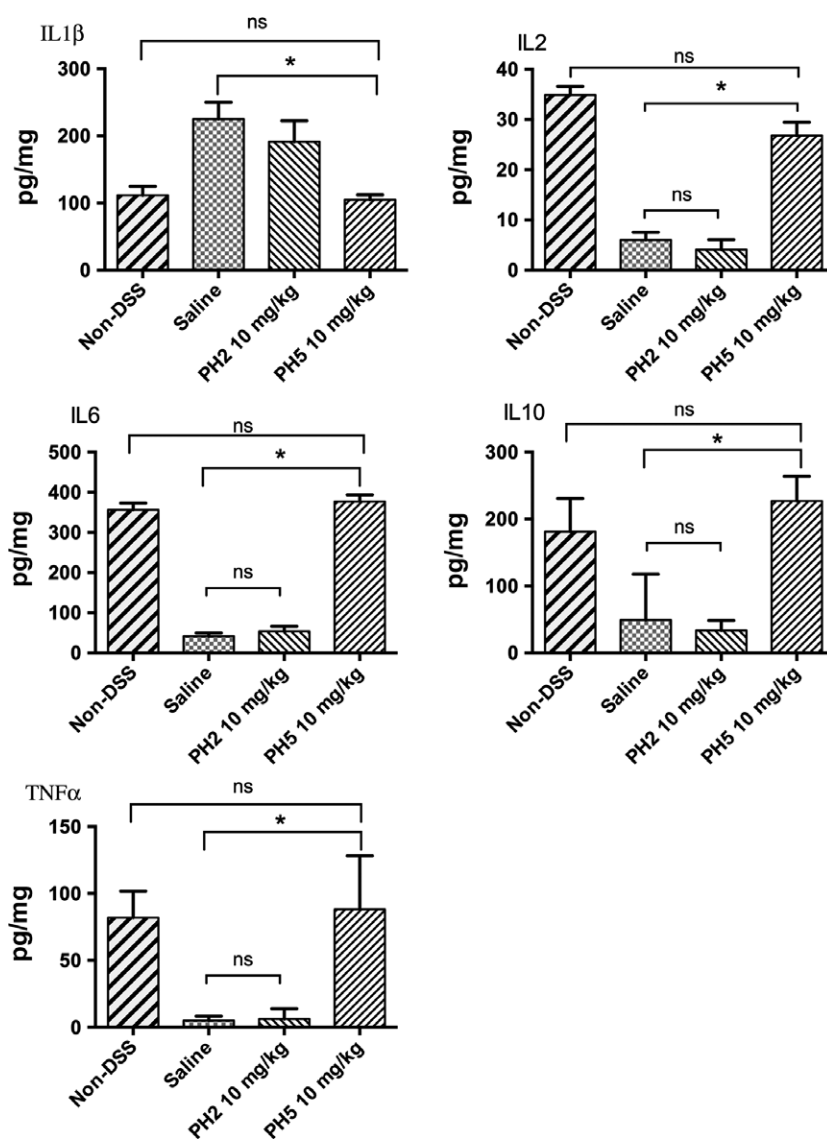 IL1β
ns
*
300
200
100
0
pg/mg
Non-DSS
Saline
PH2 10 mg/kg
PH5 10 mg/kg
IL2
ns
*
ns
40
30
20
10
0
pg/mg
Non-DSS
Saline
PH2 10 mg/kg
PH5 10 mg/kg
IL6
ns
*
ns
500
400
300
200
100
0
pg/mg
Non-DSS
Saline
PH2 10 mg/kg
PH5 10 mg/kg
IL10
ns
*
ns
300
200
100
0
pg/mg
Non-DSS
Saline
PH2 10 mg/kg
PH5 10 mg/kg
TNFα
ns
*
ns
150
100
50
0
pg/mg
Non-DSS
Saline
PH2 10 mg/kg
PH5 10 mg/kg